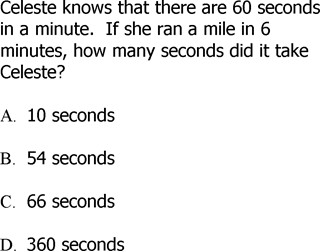 Celeste knows that there are 60 seconds
in a minute.  If she ran a mile in 6
minutes, how many seconds did it take
Celeste?
A.  10 seconds
B.  54 seconds
C.  66 seconds
D.  360 seconds